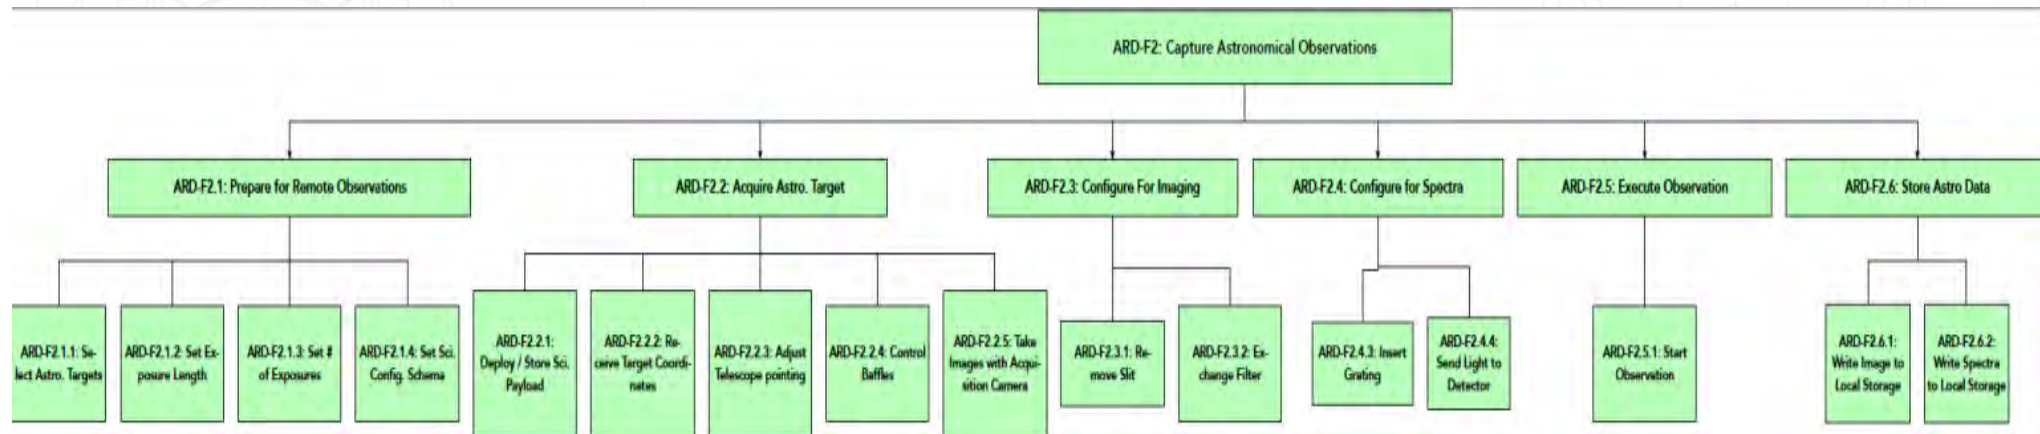 ARD-F2: Capture Astronomical Observations
ARD-F2.1: Prepare for Remote Observations
ARD-F2.2: Acquire Astro. Target
ARD-F2.3: Configure For Imaging
ARD-F2.4: Configure for Spectra
ARD-F2.5: Execute Observation
ARD-F2.6: Store Astro Data
ARD-F2.1.1: Se-
lect Astro. Targets
ARD-F2.1.2: Set Ex-
posure Length
ARD-F2.1.3: Set #
of Exposures
ARD-F2.1.4: Set Sci.
Config. Schema
ARD-F2.2.1:
Deploy / Store Sci.
Payload
ARD-F2.2.2: Re-
ceive Target Coordi-
nates
ARD-F2.2.3: Adjust
Telescope pointing
ARD-F2.2.4: Control
Baffles
ARD-F2.2.5: Take
Images with Acqui-
sition Camera
ARD-F2.3.1: Re-
move Slit
ARD-F2.3.2: Ex-
change Filter
ARD-F2.4.3: Insert
Grating
ARD-F2.4.4:
Send Light to
Detector
ARD-F2.5.1: Start
Observation
ARD-F2.6.1:
Write Image to
Local Storage
ARD-F2.6.2:
Write Spectra
to Local Storage